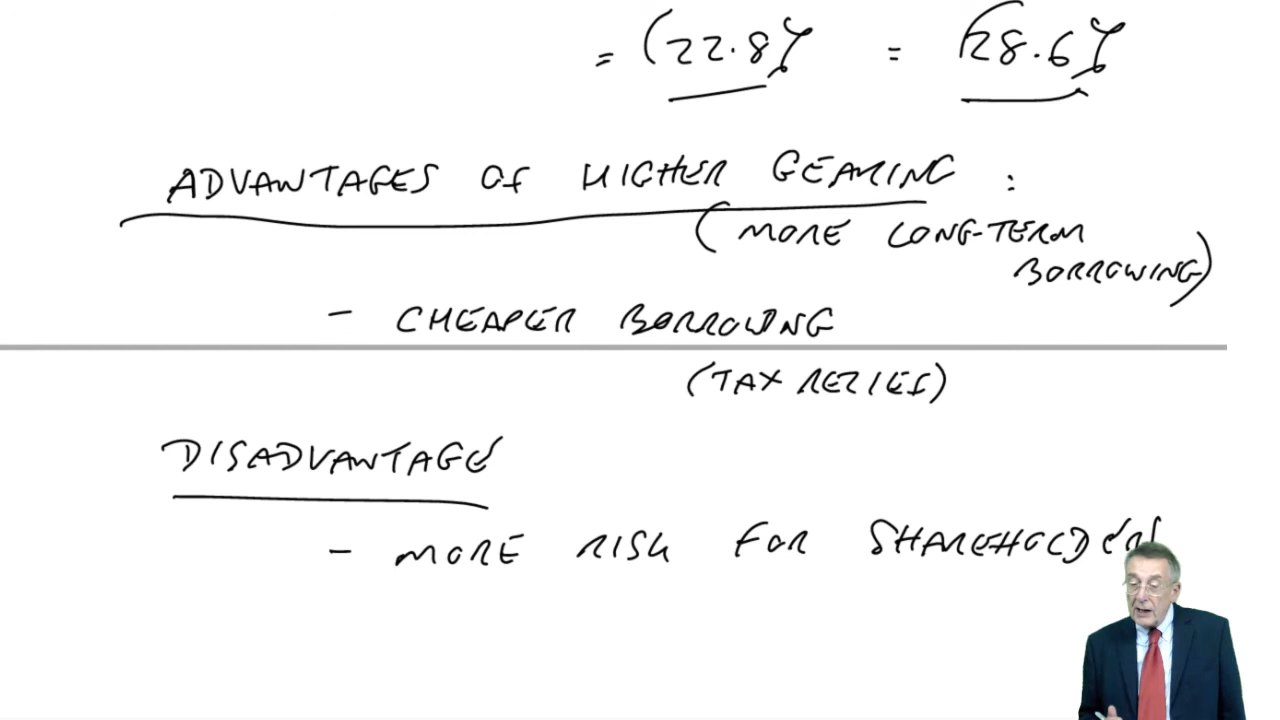 = (22.8% = (28.6%
ADVANTAGES OF HIGHER GEARING :
(MORE LONG-TERM
BORROWING)
- CHEAPER BORROWING
(TAX RELIEF)
DISADVANTAGE
- MORE RISK FOR SHAREHOLDERS